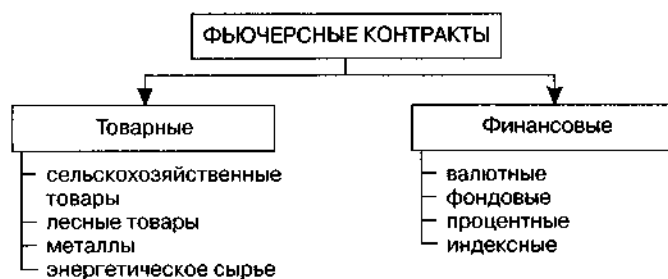 ФЬЮЧЕРСНЫЕ КОНТРАКТЫ
Товарные
сельскохозяйственные
товары
лесные товары
металлы
энергетическое сырье
Финансовые
валютные
фондовые
процентные
индексные